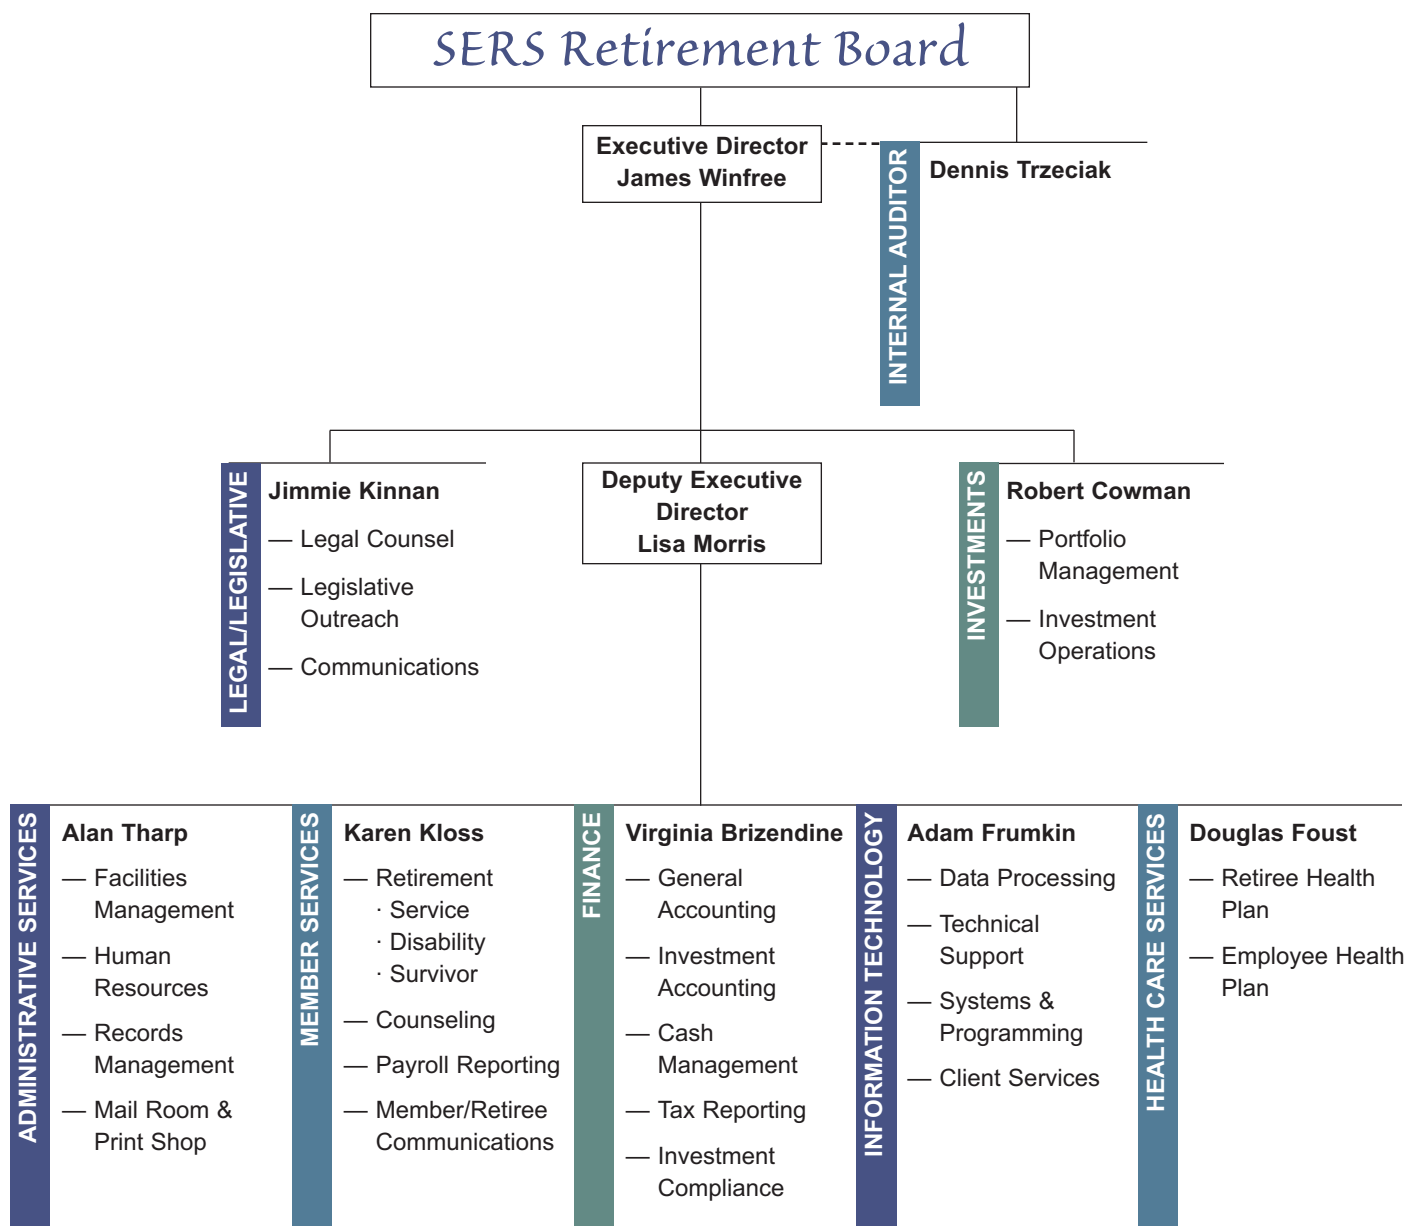 SERS Retirement Board
Executive Director
James Winfree
INTERNAL AUDITOR
Dennis Trzeciak
LEGAL/LEGISLATIVE
Jimmie Kinnan
— Legal Counsel
— Legislative
Outreach
— Communications
Deputy Executive
Director
Lisa Morris
INVESTMENTS
Robert Cowman
— Portfolio
Management
— Investment
Operations
ADMINISTRATIVE SERVICES
Alan Tharp
— Facilities
Management
— Human
Resources
— Records
Management
— Mail Room &
Print Shop
MEMBER SERVICES
Karen Kloss
— Retirement
· Service
· Disability
· Survivor
— Counseling
— Payroll Reporting
— Member/Retiree
Communications
FINANCE
Virginia Brizendine
— General
Accounting
— Investment
Accounting
— Cash
Management
— Tax Reporting
— Investment
Compliance
INFORMATION TECHNOLOGY
Adam Frumkin
— Data Processing
— Technical
Support
— Systems &
Programming
— Client Services
HEALTH CARE SERVICES
Douglas Foust
— Retiree Health
Plan
— Employee Health
Plan